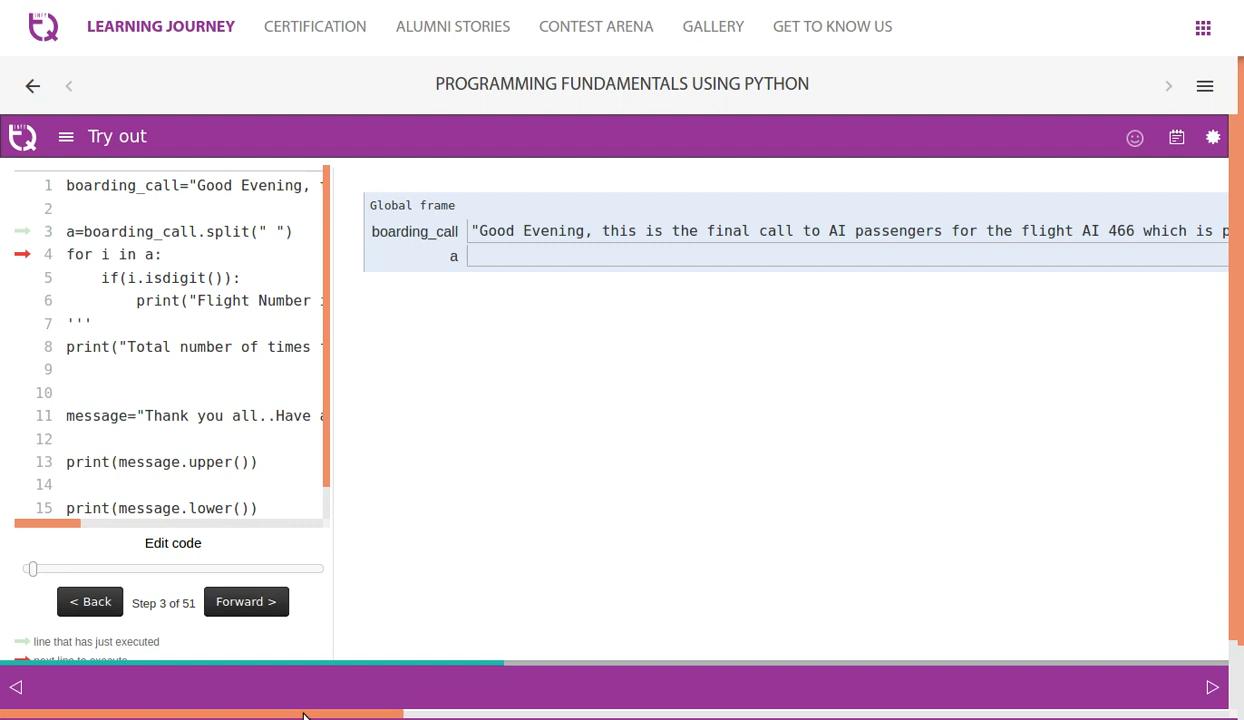 LEARNING JOURNEY CERTIFICATION ALUMNI STORIES CONTEST ARENA GALLERY GET TO KNOW US
PROGRAMMING FUNDAMENTALS USING PYTHON
Try out
1 boarding_call="Good Evening,
2
3 a=boarding_call.split(" ")
4 for i in a:
5 if(i.isdigit()):
6 print("Flight Number
7 '''
8 print("Total number of times
9
10
11 message="Thank you all..Have
12
13 print(message.upper())
14
15 print(message.lower())
Edit code
< Back Step 3 of 51 Forward >
line that has just executed
next line to execute
Global frame
boarding_call "Good Evening, this is the final call to AI passengers for the flight AI 466 which is
a